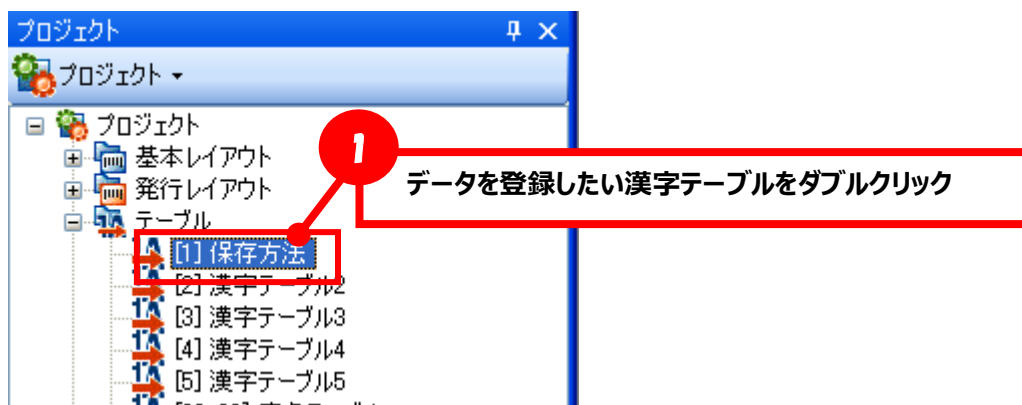 プロジェクト
プロジェクト
プロジェクト
基本レイアウト
1
発行レイアウト
データを登録したい漢字テーブルをダブルクリック
テーブル
[1] 保存方法
[2] 漢字テーブル2
[3] 漢字テーブル3
[4] 漢字テーブル4
[5] 漢字テーブル5